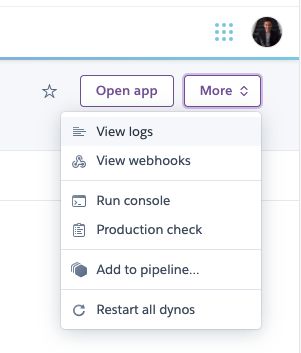 Open app
More
View logs
View webhooks
Run console
Production check
Add to pipeline...
Restart all dynos